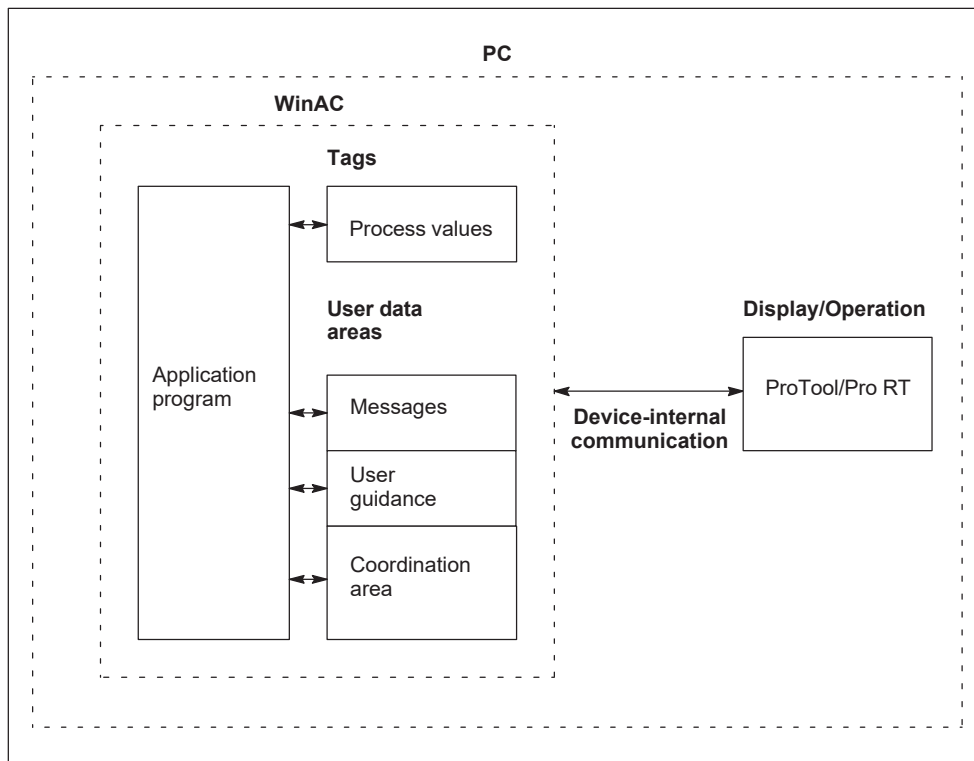 PC
WinAC
Tags
Process values
User data
areas
Application
program
Messages
User
guidance
Coordination
area
Device-internal
communication
Display/Operation
ProTool/Pro RT